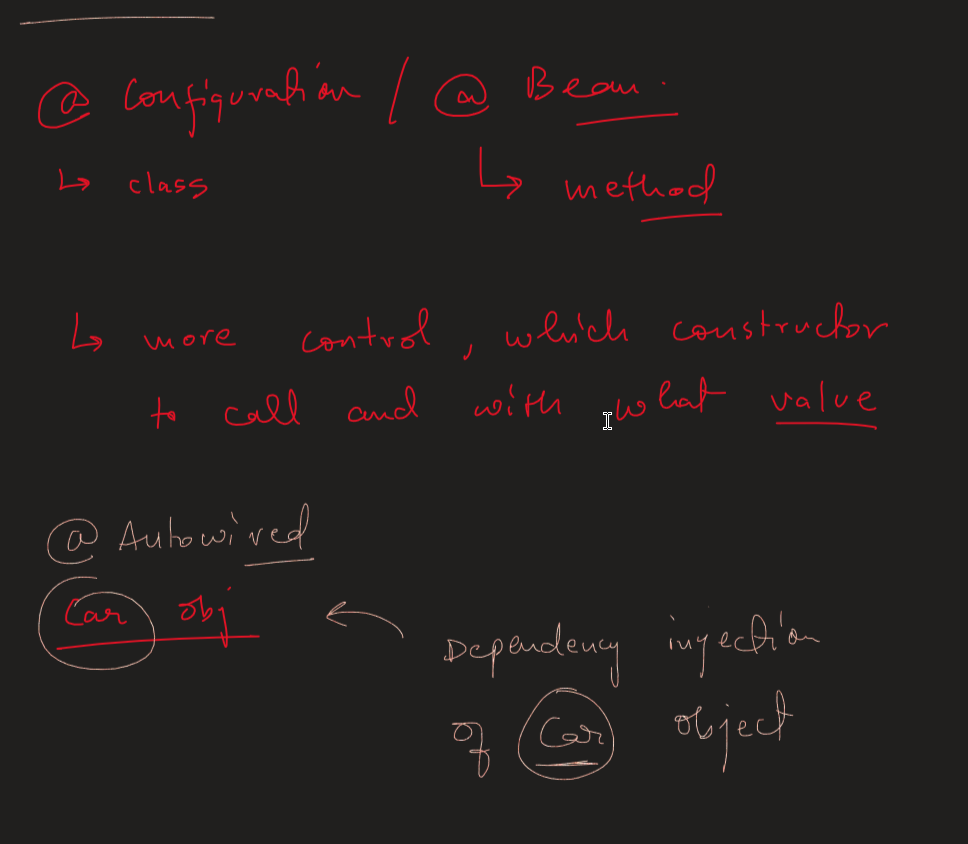 @ Configuration / @ Bean.
↳ class ↳ method
↳ more control, which constructor
to call and with what value
@ Autowired
Car obj
Dependency injection
of Car object